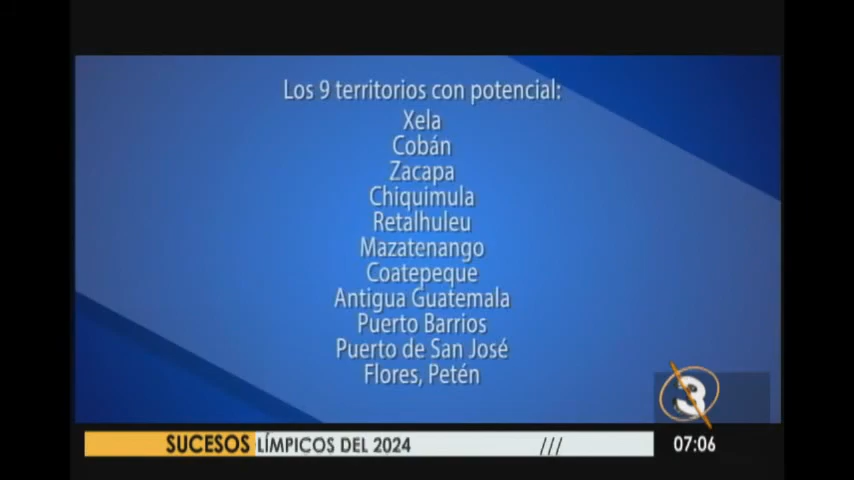 Los 9 territorios con potencial:
Xela
Cobán
Zacapa
Chiquimula
Retalhuleu
Mazatenango
Coatepeque
Antigua Guatemala
Puerto Barrios
Puerto de San José
Flores, Petén
3
SUCESOS LÍMPICOS DEL 2024 /// 07:06